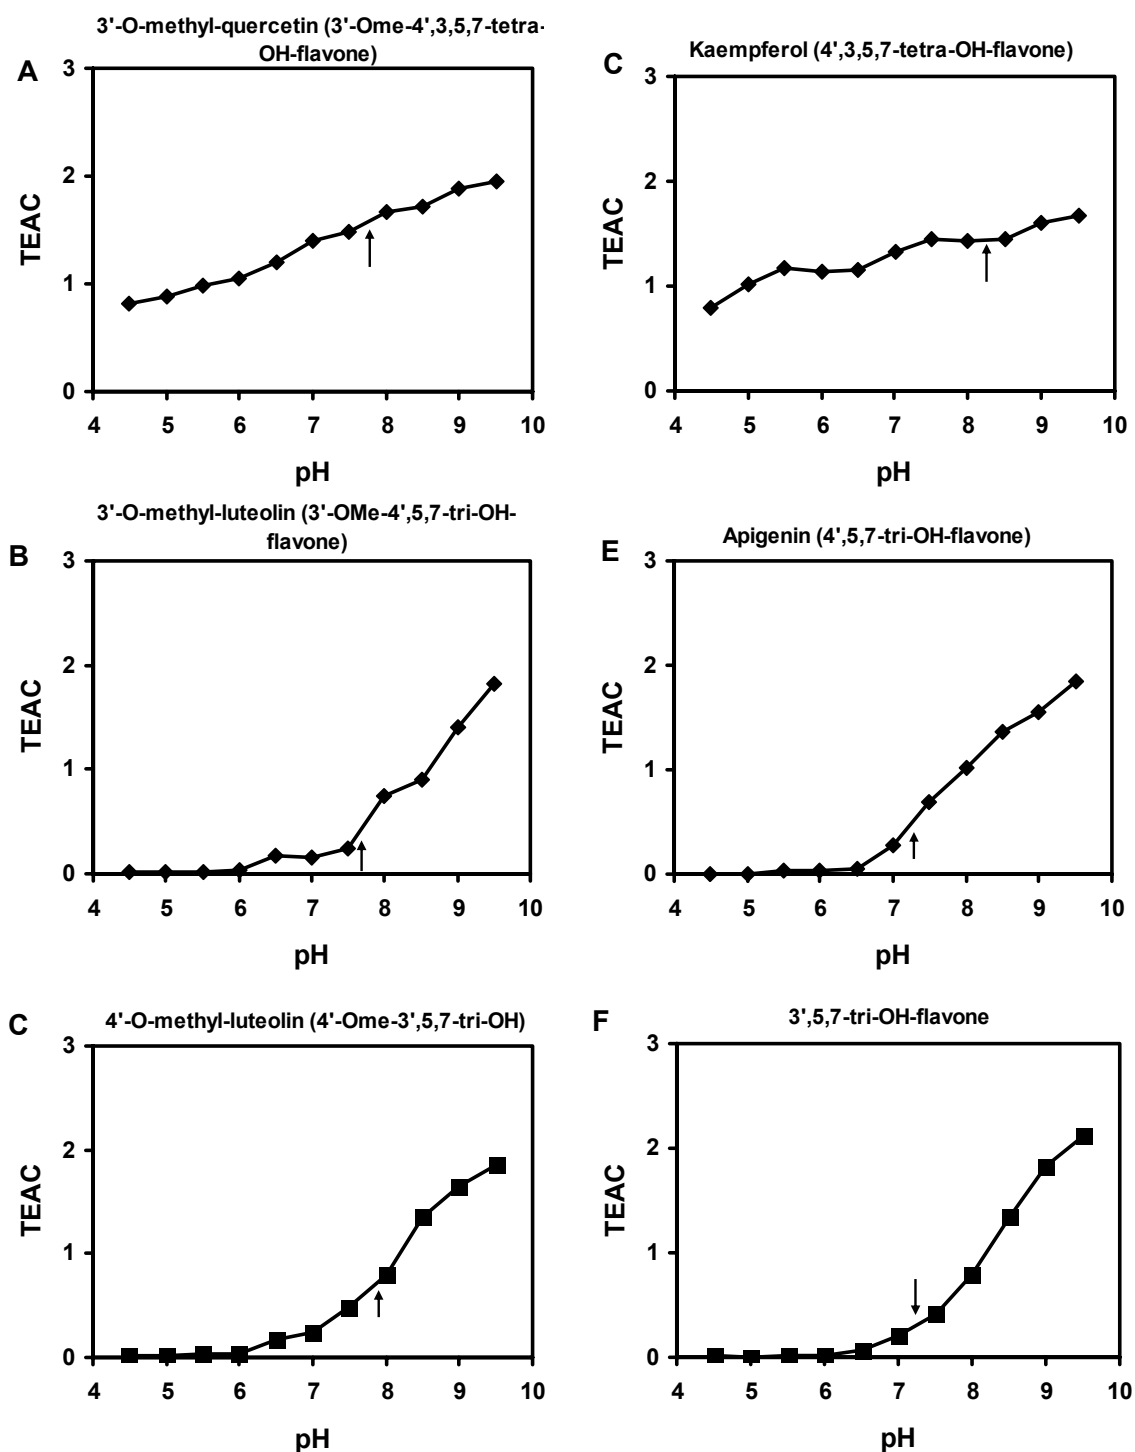 3'-O-methyl-quercetin (3'-Ome-4',3,5,7-tetra-
OH-flavone)
A
3
2
1
0
TEAC
4 5 6 7 8 9 10
pH
Kaempferol (4',3,5,7-tetra-OH-flavone)
C
3
2
1
0
TEAC
4 5 6 7 8 9 10
pH
3'-O-methyl-luteolin (3'-OMe-4',5,7-tri-OH-
flavone)
B
3
2
1
0
TEAC
4 5 6 7 8 9 10
pH
Apigenin (4',5,7-tri-OH-flavone)
E
3
2
1
0
TEAC
4 5 6 7 8 9 10
pH
4'-O-methyl-luteolin (4'-Ome-3',5,7-tri-OH)
C
3
2
1
0
TEAC
4 5 6 7 8 9 10
pH
3',5,7-tri-OH-flavone
F
3
2
1
0
TEAC
4 5 6 7 8 9 10
pH